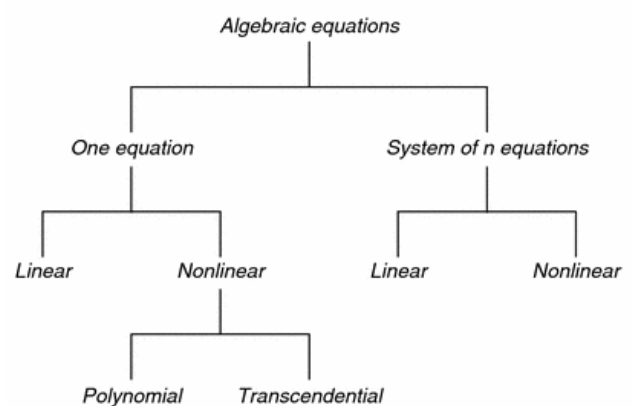 Algebraic equations
One equation
System of n equations
Linear
Nonlinear
Linear
Nonlinear
Polynomial
Transcendential